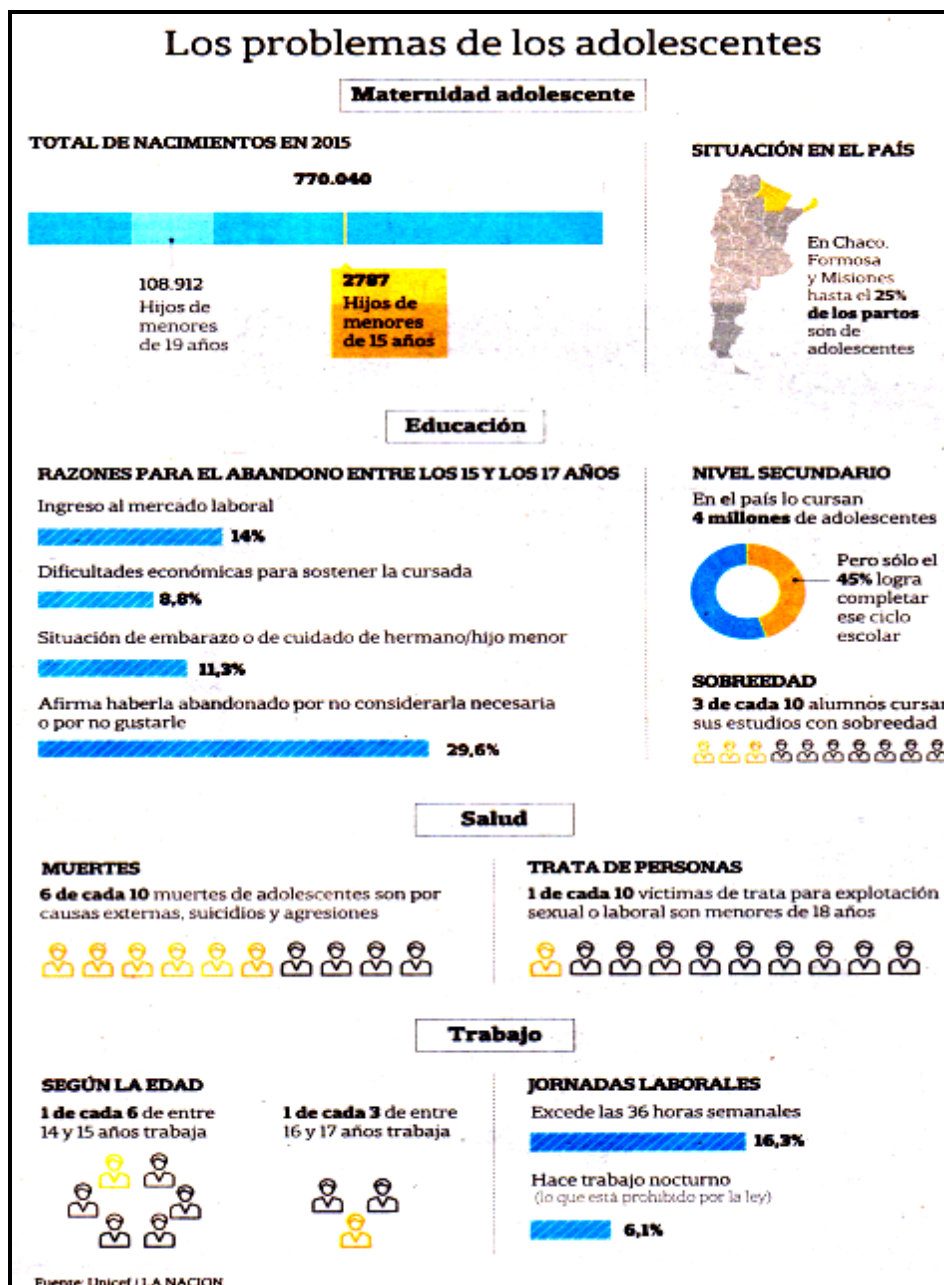 Los problemas de los adolescentes
Maternidad adolescente
TOTAL DE NACIMIENTOS EN 2015
770.040
108.912
Hijos de
menores
de 19 años
2787
Hijos de
menores
de 15 años
SITUACIÓN EN EL PAÍS
En Chaco,
Formosa
y Misiones
hasta el 25%
de los partos
son de
adolescentes
Educación
RAZONES PARA EL ABANDONO ENTRE LOS 15 Y LOS 17 AÑOS
Ingreso al mercado laboral
14%
Dificultades económicas para sostener la cursada
8,8%
Situación de embarazo o de cuidado de hermano/hijo menor
11,3%
Afirma haberla abandonado por no considerarla necesaria
o por no gustarle
29,6%
NIVEL SECUNDARIO
En el país lo cursan
4 millones de adolescentes
Pero sólo el
45% logra
completar
ese ciclo
escolar
SOBREEDAD
3 de cada 10 alumnos cursan
sus estudios con sobreedad
Salud
MUERTES
6 de cada 10 muertes de adolescentes son por
causas externas, suicidios y agresiones
TRATA DE PERSONAS
1 de cada 10 víctimas de trata para explotación
sexual o laboral son menores de 18 años
Trabajo
SEGÚN LA EDAD
1 de cada 6 de entre
14 y 15 años trabaja
1 de cada 3 de entre
16 y 17 años trabaja
JORNADAS LABORALES
Excede las 36 horas semanales
16,3%
Hace trabajo nocturno
(lo que está prohibido por la ley)
6,1%
Fuente: Unicef / LA NACION